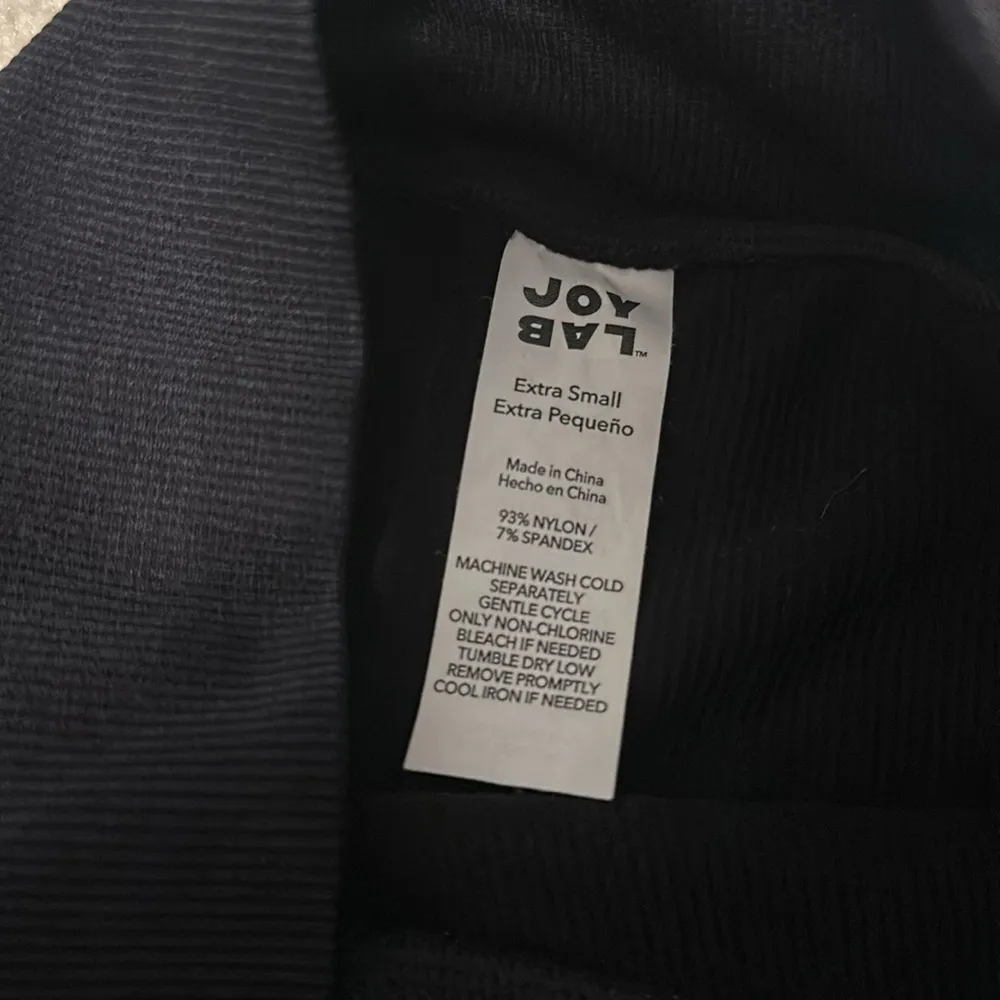 JOY
LAB™
Extra Small
Extra Pequeño
Made in China
Hecho en China
93% NYLON /
7% SPANDEX
MACHINE WASH COLD
SEPARATELY
GENTLE CYCLE
ONLY NON-CHLORINE
BLEACH IF NEEDED
TUMBLE DRY LOW
REMOVE PROMPTLY
COOL IRON IF NEEDED